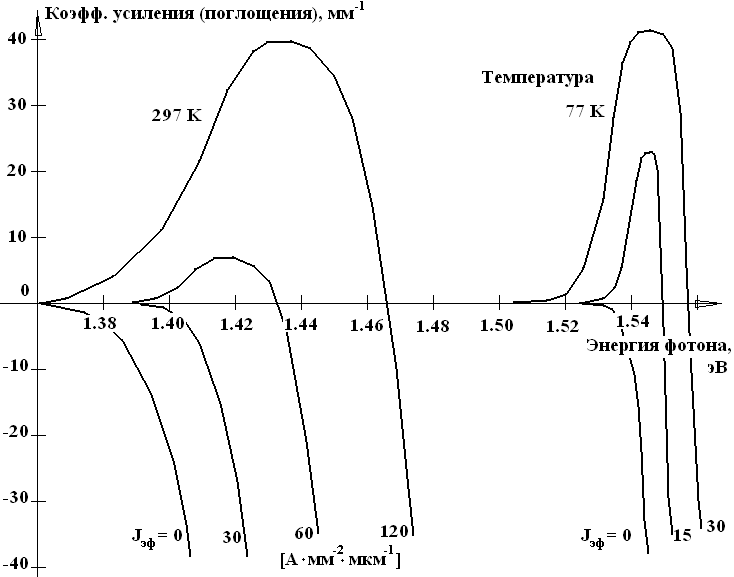 Коэфф. усиления (поглощения), мм⁻¹
40
Температура
30
297 K
77 K
20
10
0
1.38 1.40 1.42 1.44 1.46 1.48 1.50 1.52 1.54
Энергия фотона,
эВ
-10
-20
-30
Jэф = 0 30 60 120 Jэф = 0 15 30
[А·мм⁻²·мкм⁻¹]
-40